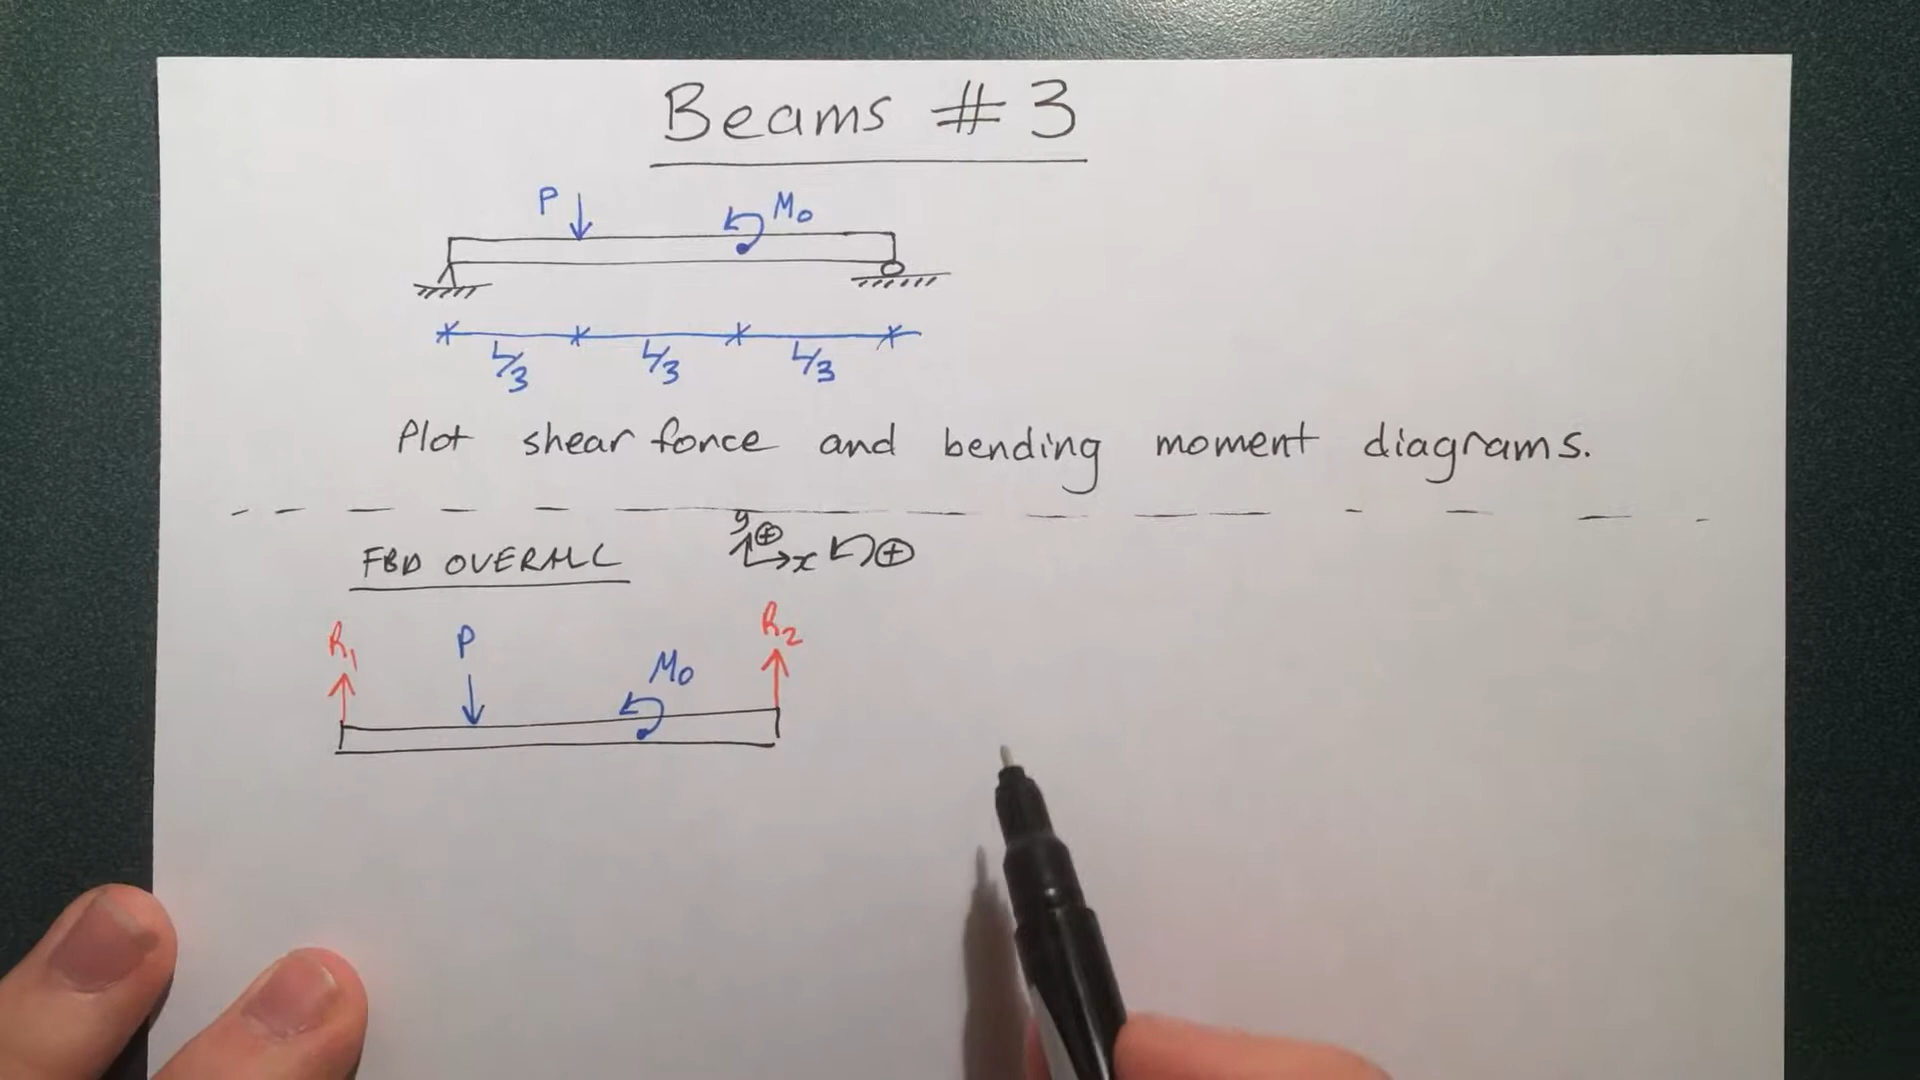 Beams # 3
P M₀
L/3 L/3 L/3
Plot shear force and bending moment diagrams.
FBD OVERALL y ⊕ x ⊕
R₁ P M₀ R₂